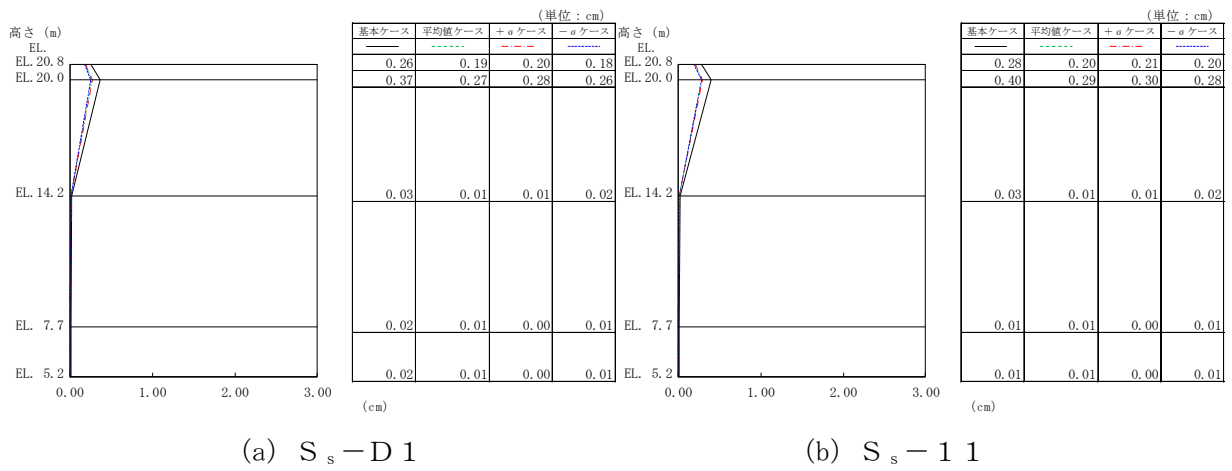 (単位:cm)
高さ (m)
EL.
基本ケース 平均値ケース +σケース −σケース
EL.20.8 0.26 0.19 0.20 0.18
EL.20.0 0.37 0.27 0.28 0.26
EL.14.2 0.03 0.01 0.01 0.02
EL. 7.7 0.02 0.01 0.00 0.01
EL. 5.2 0.02 0.01 0.00 0.01
0.00 1.00 2.00 3.00
(cm)
(a) Ss−D1
(単位:cm)
高さ (m)
EL.
基本ケース 平均値ケース +σケース −σケース
EL.20.8 0.28 0.20 0.21 0.20
EL.20.0 0.40 0.29 0.30 0.28
EL.14.2 0.03 0.01 0.01 0.02
EL. 7.7 0.01 0.01 0.00 0.01
EL. 5.2 0.01 0.01 0.00 0.01
0.00 1.00 2.00 3.00
(cm)
(b) Ss−11